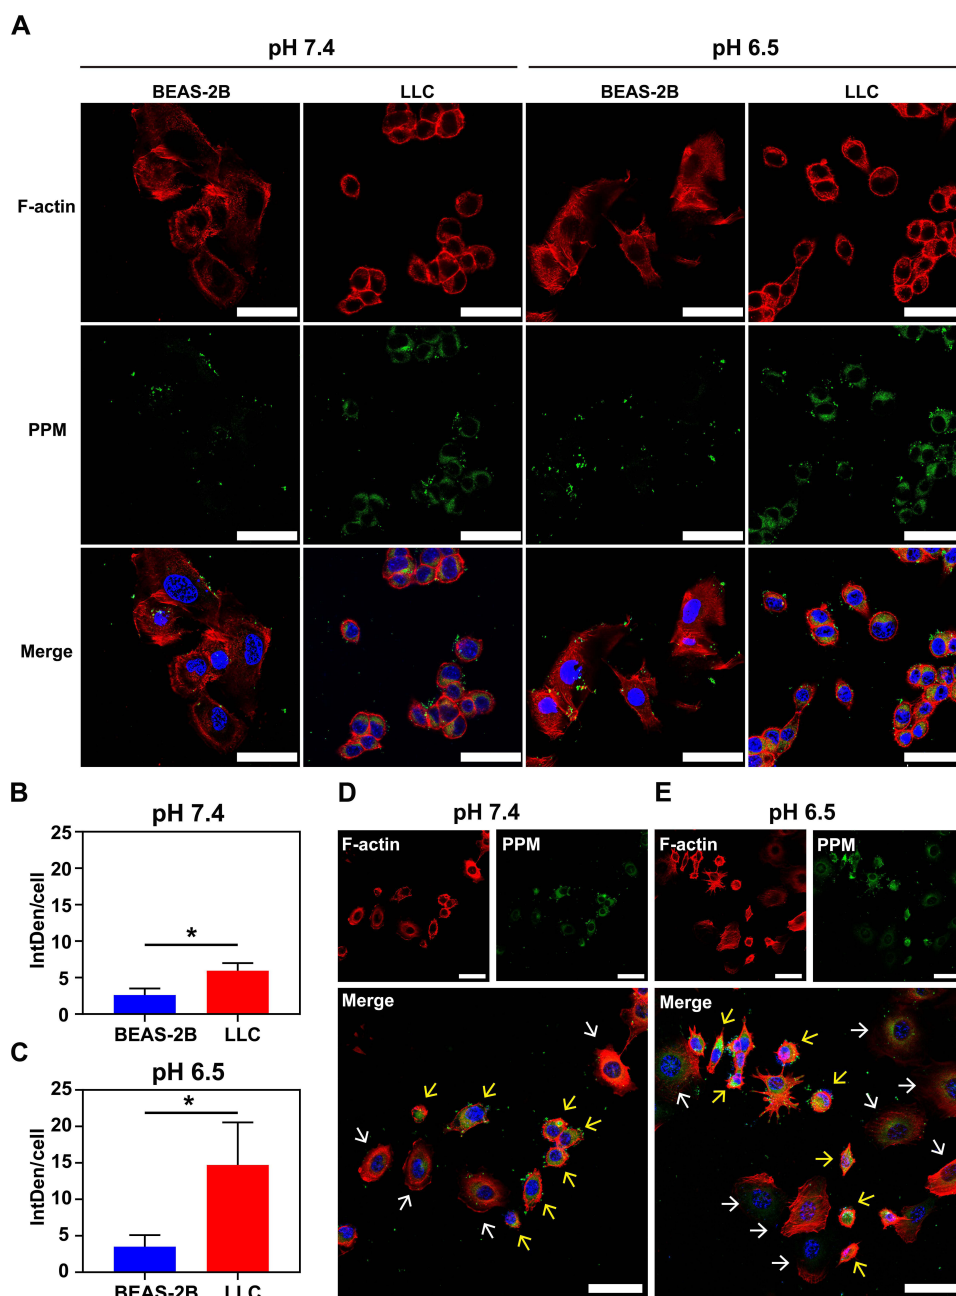 A
pH 7.4
pH 6.5
BEAS-2B
LLC
BEAS-2B
LLC
F-actin
PPM
Merge
B
pH 7.4
IntDen/cell
25
20
15
10
5
0
*
BEAS-2B
LLC
C
pH 6.5
IntDen/cell
25
20
15
10
5
0
*
BEAS-2B
LLC
D
pH 7.4
F-actin
PPM
Merge
E
pH 6.5
F-actin
PPM
Merge